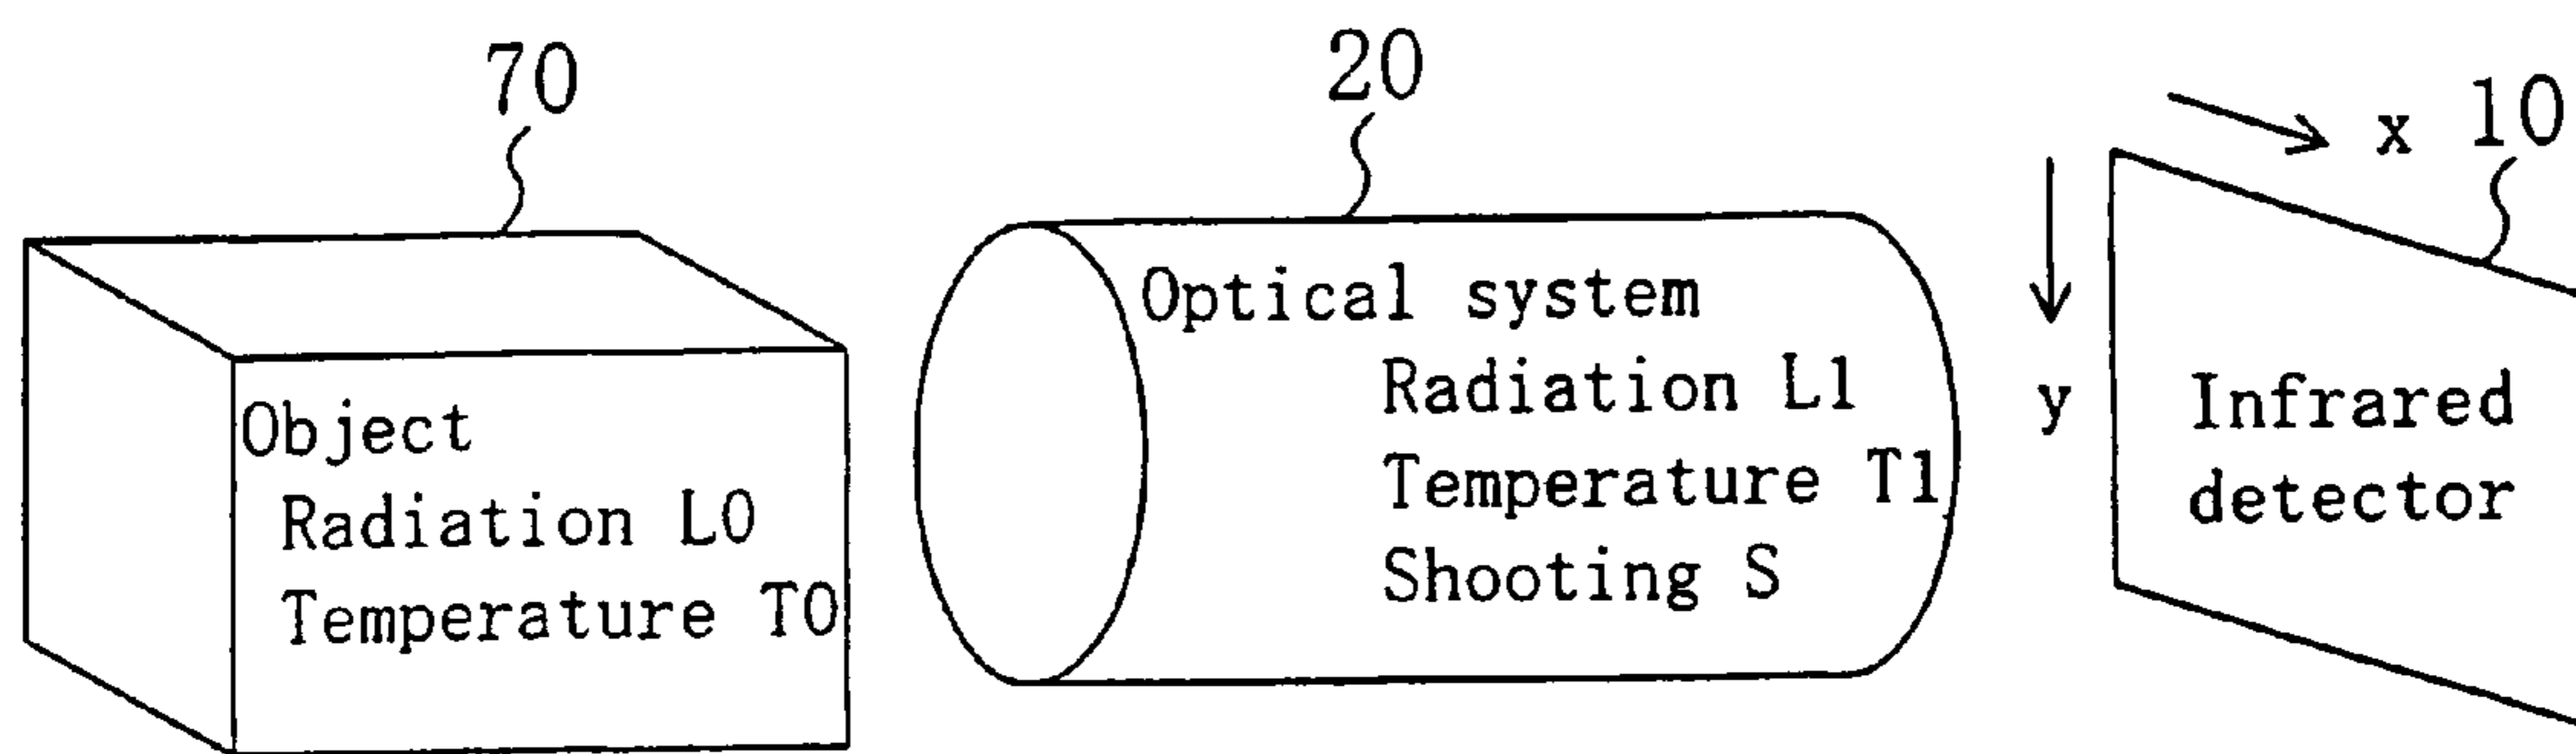 70
20
x 10
Optical system
Radiation L1
Temperature T1
Shooting S
y
Infrared
detector
Object
Radiation L0
Temperature T0